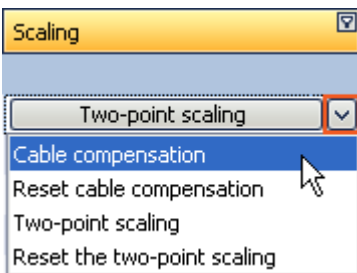 Scaling
Two-point scaling
Cable compensation
Reset cable compensation
Two-point scaling
Reset the two-point scaling